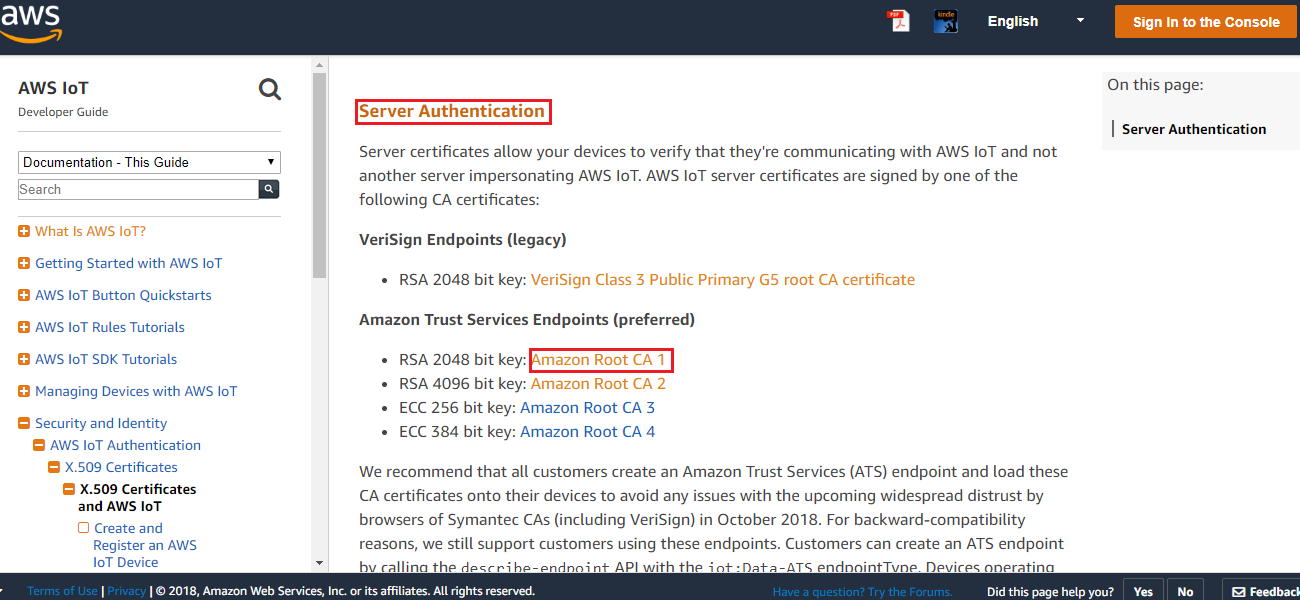 aws
PDF
kindle
English
Sign In to the Console
AWS IoT
Developer Guide
Documentation - This Guide
Search
What Is AWS IoT?
Getting Started with AWS IoT
AWS IoT Button Quickstarts
AWS IoT Rules Tutorials
AWS IoT SDK Tutorials
Managing Devices with AWS IoT
Security and Identity
AWS IoT Authentication
X.509 Certificates
X.509 Certificates
and AWS IoT
Create and
Register an AWS
IoT Device
Server Authentication
Server certificates allow your devices to verify that they're communicating with AWS IoT and not
another server impersonating AWS IoT. AWS IoT server certificates are signed by one of the
following CA certificates:
VeriSign Endpoints (legacy)
• RSA 2048 bit key: VeriSign Class 3 Public Primary G5 root CA certificate
Amazon Trust Services Endpoints (preferred)
• RSA 2048 bit key: Amazon Root CA 1
• RSA 4096 bit key: Amazon Root CA 2
• ECC 256 bit key: Amazon Root CA 3
• ECC 384 bit key: Amazon Root CA 4
We recommend that all customers create an Amazon Trust Services (ATS) endpoint and load these
CA certificates onto their devices to avoid any issues with the upcoming widespread distrust by
browsers of Symantec CAs (including VeriSign) in October 2018. For backward-compatibility
reasons, we still support customers using these endpoints. Customers can create an ATS endpoint
by calling the describe-endpoint API with the iot:Data-ATS endpointType. Devices operating
On this page:
Server Authentication
Terms of Use | Privacy | © 2018, Amazon Web Services, Inc. or its affiliates. All rights reserved.
Have a question? Try the Forums.
Did this page help you?
Yes
No
Feedback